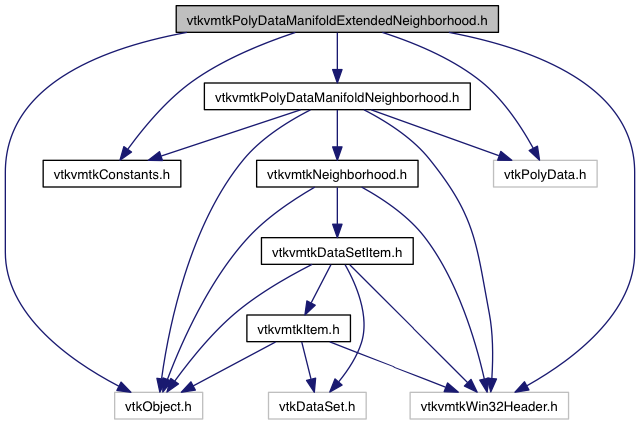 vtkvmtkPolyDataManifoldExtendedNeighborhood.h
vtkvmtkPolyDataManifoldNeighborhood.h
vtkvmtkConstants.h
vtkvmtkNeighborhood.h
vtkPolyData.h
vtkvmtkDataSetItem.h
vtkvmtkItem.h
vtkObject.h
vtkDataSet.h
vtkvmtkWin32Header.h